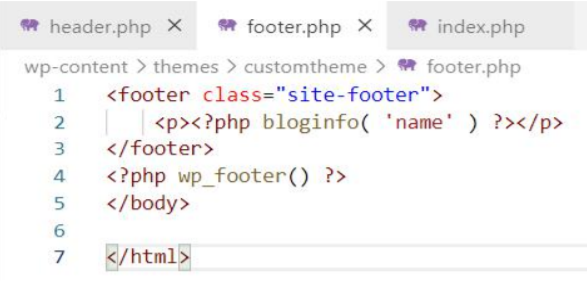 header.php × footer.php × index.php
wp-content > themes > customtheme > footer.php
1 <footer class="site-footer">
2 <p><?php bloginfo( 'name' ) ?></p>
3 </footer>
4 <?php wp_footer() ?>
5 </body>
6
7 </html>